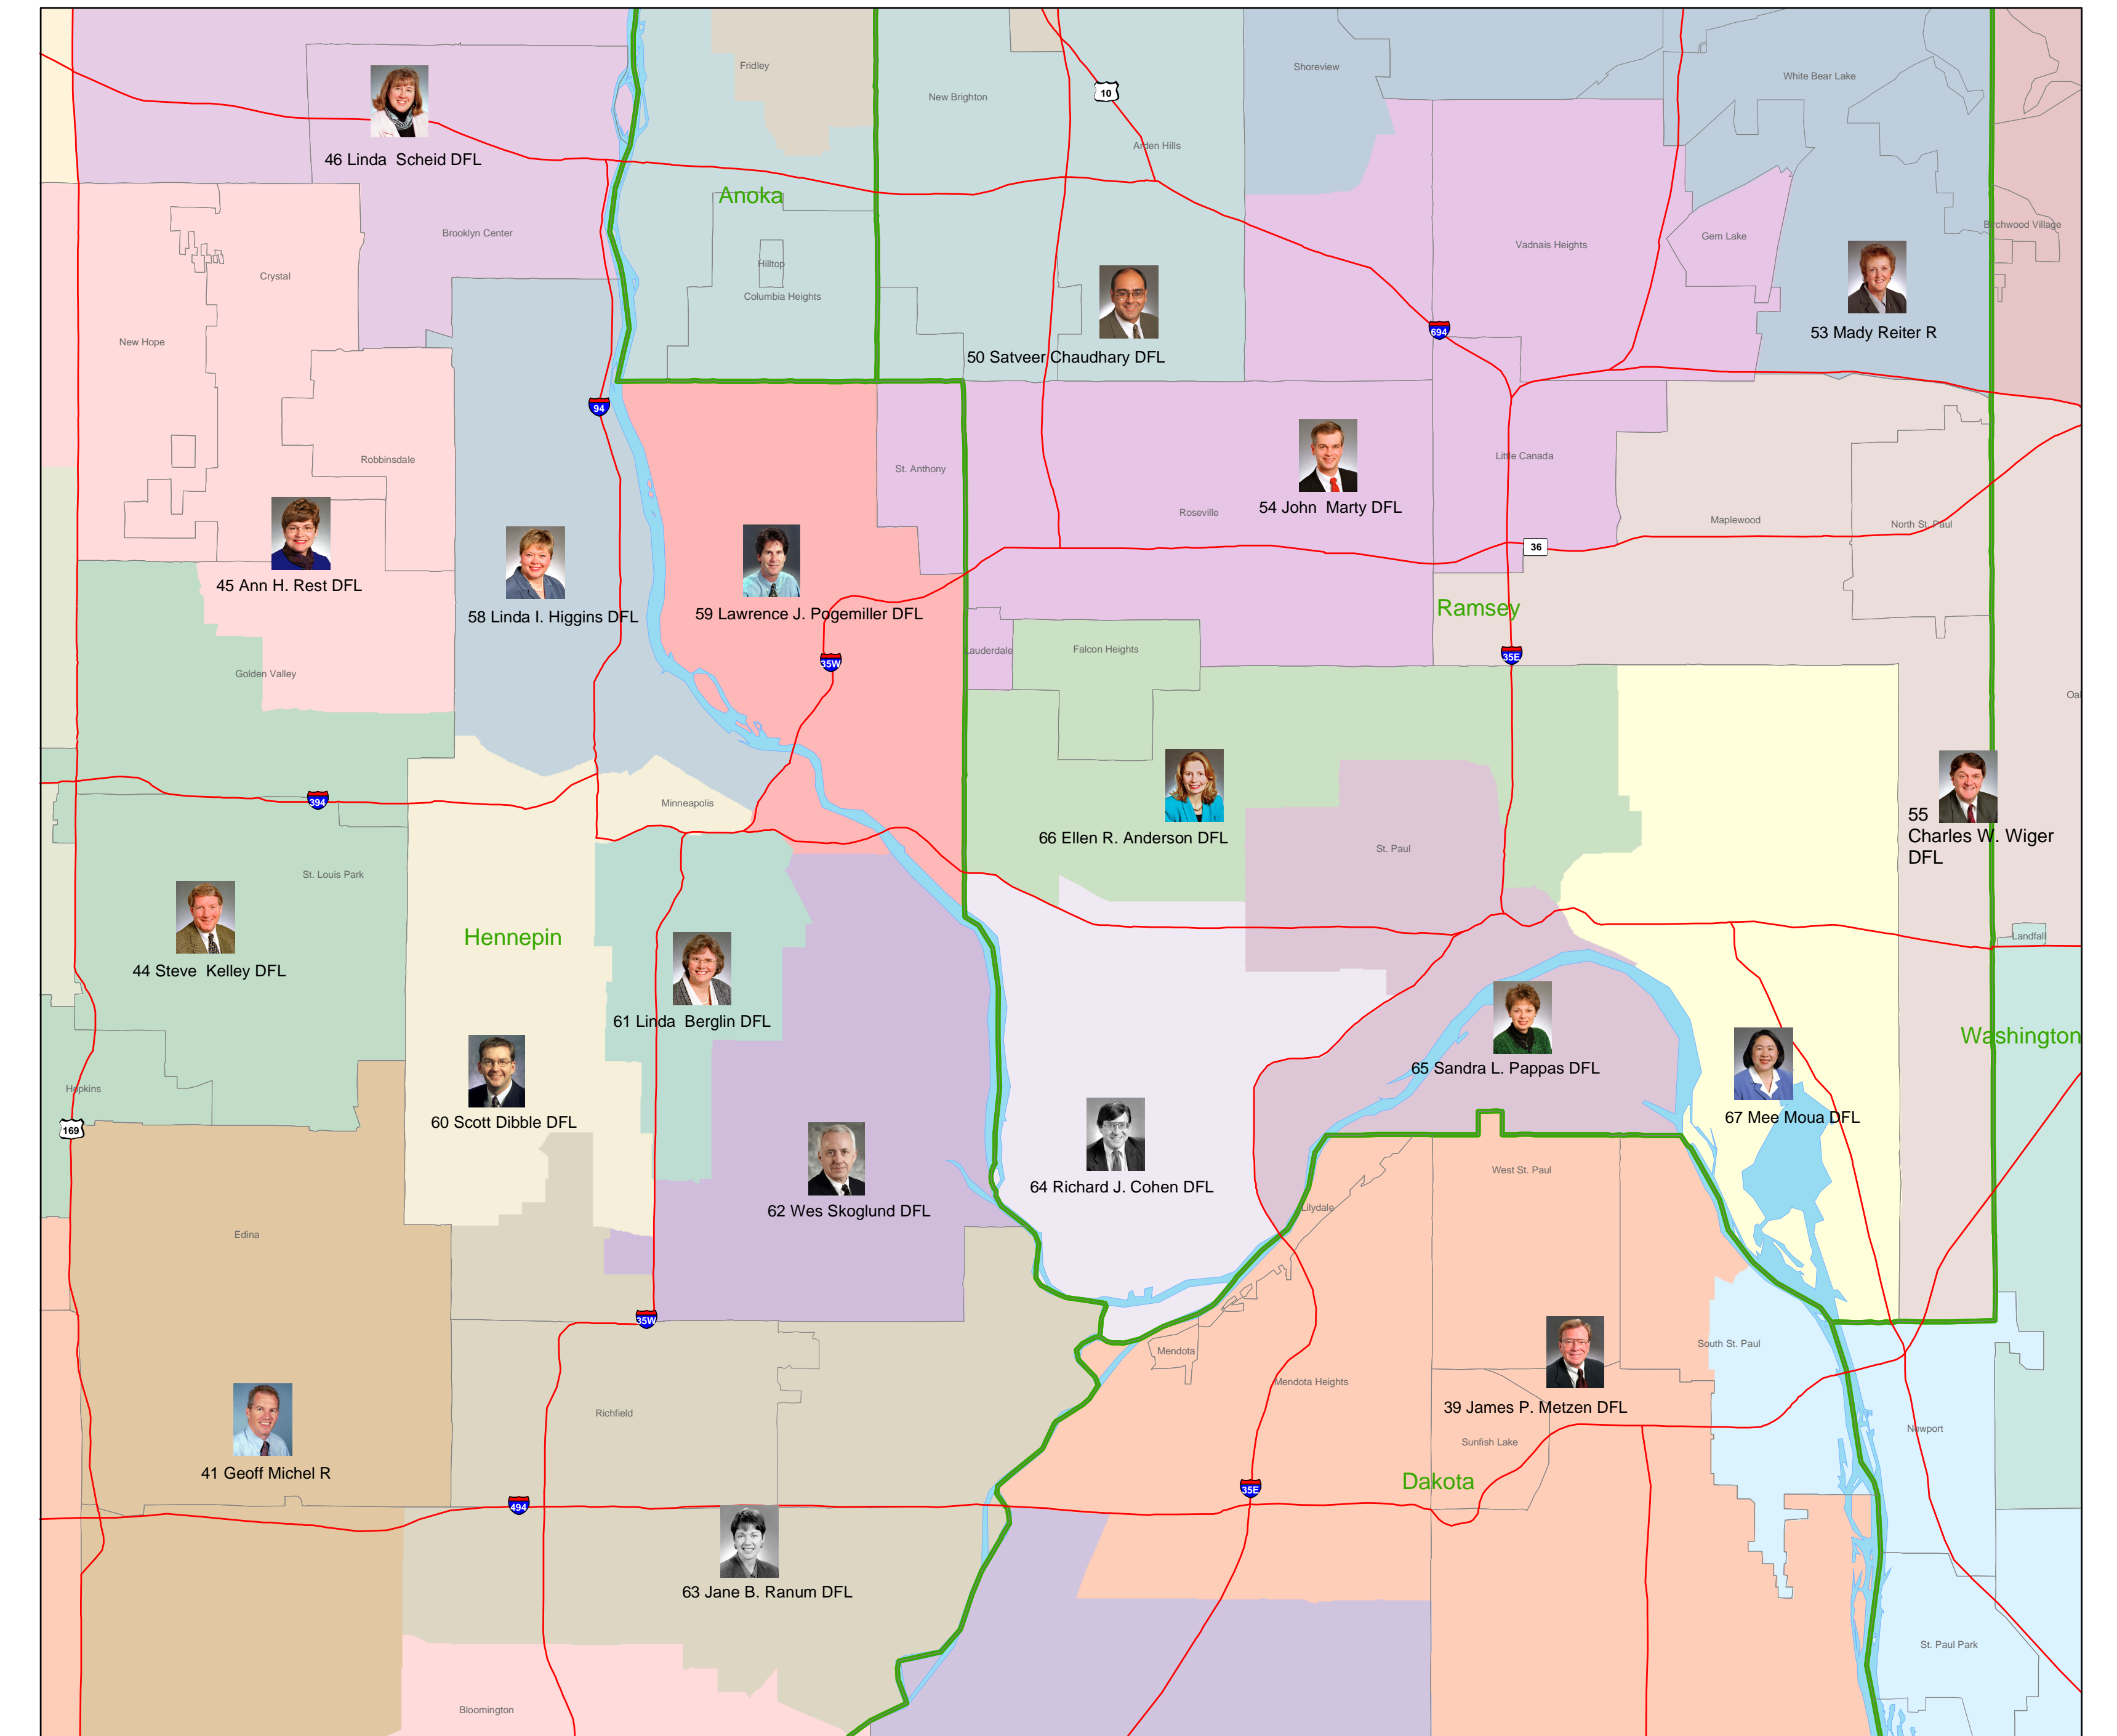 Fridley
Shoreview
White Bear Lake
New Brighton
10
Arden Hills
46 Linda  Scheid DFL
Anoka
Birchwood Village
Brooklyn Center
Gem Lake
Vadnais Heights
Hilltop
Crystal
Columbia Heights
694
53 Mady Reiter R
New Hope
50 Satveer Chaudhary DFL
94
Robbinsdale
St. Anthony
Little Canada
54 John  Marty DFL
Roseville
Maplewood
North St. Paul
36
45 Ann H. Rest DFL
58 Linda I. Higgins DFL
59 Lawrence J. Pogemiller DFL
Ramsey
Lauderdale
Falcon Heights
35E
35W
Golden Valley
Oa
394
Minneapolis
55
Charles W. Wiger
DFL
66 Ellen R. Anderson DFL
St. Paul
St. Louis Park
Hennepin
Landfall
44 Steve  Kelley DFL
61 Linda  Berglin DFL
Washington
65 Sandra L. Pappas DFL
Hopkins
60 Scott Dibble DFL
67 Mee Moua DFL
169
West St. Paul
64 Richard J. Cohen DFL
62 Wes Skoglund DFL
Lilydale
Edina
35W
South St. Paul
Mendota
Mendota Heights
39 James P. Metzen DFL
Richfield
Newport
Sunfish Lake
41 Geoff Michel R
Dakota
35E
494
63 Jane B. Ranum DFL
St. Paul Park
Bloomington